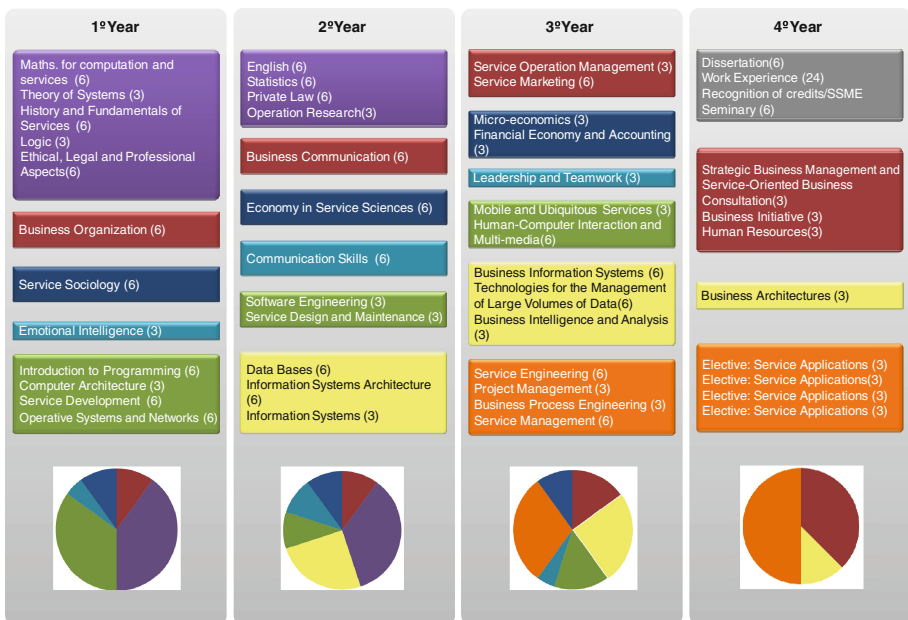 1ºYear
Maths. for computation and
services (6)
Theory of Systems (3)
History and Fundamentals of
Services (6)
Logic (3)
Ethical, Legal and Professional
Aspects(6)
Business Organization (6)
Service Sociology (6)
Emotional Intelligence (3)
Introduction to Programming (6)
Computer Architecture (3)
Service Development (6)
Operative Systems and Networks (6)
2ºYear
English (6)
Statistics (6)
Private Law (6)
Operation Research(3)
Business Communication (6)
Economy in Service Sciences (6)
Communication Skills (6)
Software Engineering (3)
Service Design and Maintenance (3)
Data Bases (6)
Information Systems Architecture
(6)
Information Systems (3)
3ºYear
Service Operation Management (3)
Service Marketing (6)
Micro-economics (3)
Financial Economy and Accounting
(3)
Leadership and Teamwork (3)
Mobile and Ubiquitous Services (3)
Human-Computer Interaction and
Multi-media(6)
Business Information Systems (6)
Technologies for the Management
of Large Volumes of Data(6)
Business Intelligence and Analysis
(3)
Service Engineering (6)
Project Management (3)
Business Process Engineering (3)
Service Management (6)
4ºYear
Dissertation(6)
Work Experience (24)
Recognition of credits/SSME
Seminary (6)
Strategic Business Management and
Service-Oriented Business
Consultation(3)
Business Initiative (3)
Human Resources(3)
Business Architectures (3)
Elective: Service Applications (3)
Elective: Service Applications(3)
Elective: Service Applications (3)
Elective: Service Applications (3)